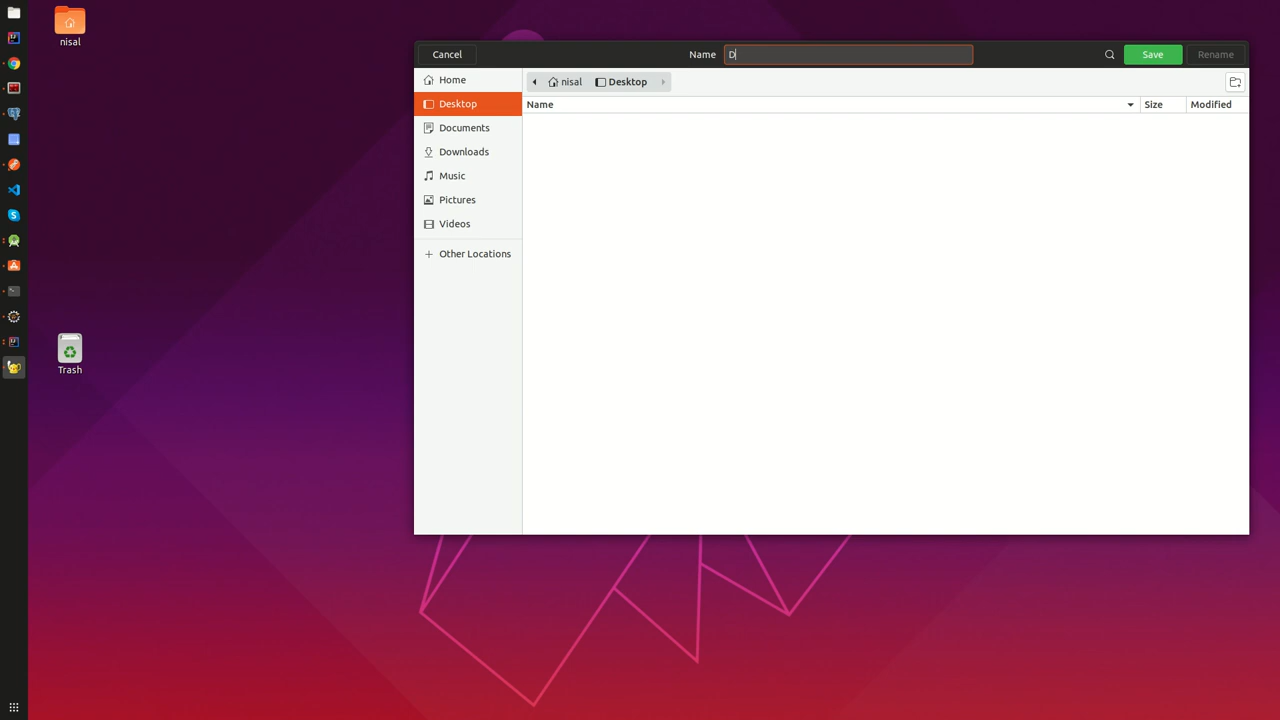 nisal
Trash
Cancel
Name
D
Save
Rename
Home
Desktop
Documents
Downloads
Music
Pictures
Videos
Other Locations
nisal Desktop
Name Size Modified